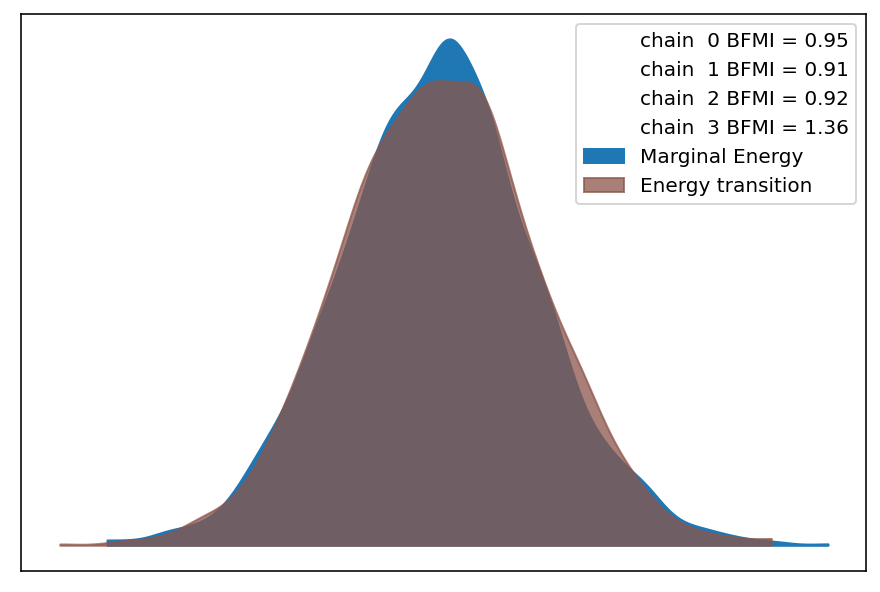 chain  0 BFMI = 0.95
chain  1 BFMI = 0.91
chain  2 BFMI = 0.92
chain  3 BFMI = 1.36
Marginal Energy
Energy transition